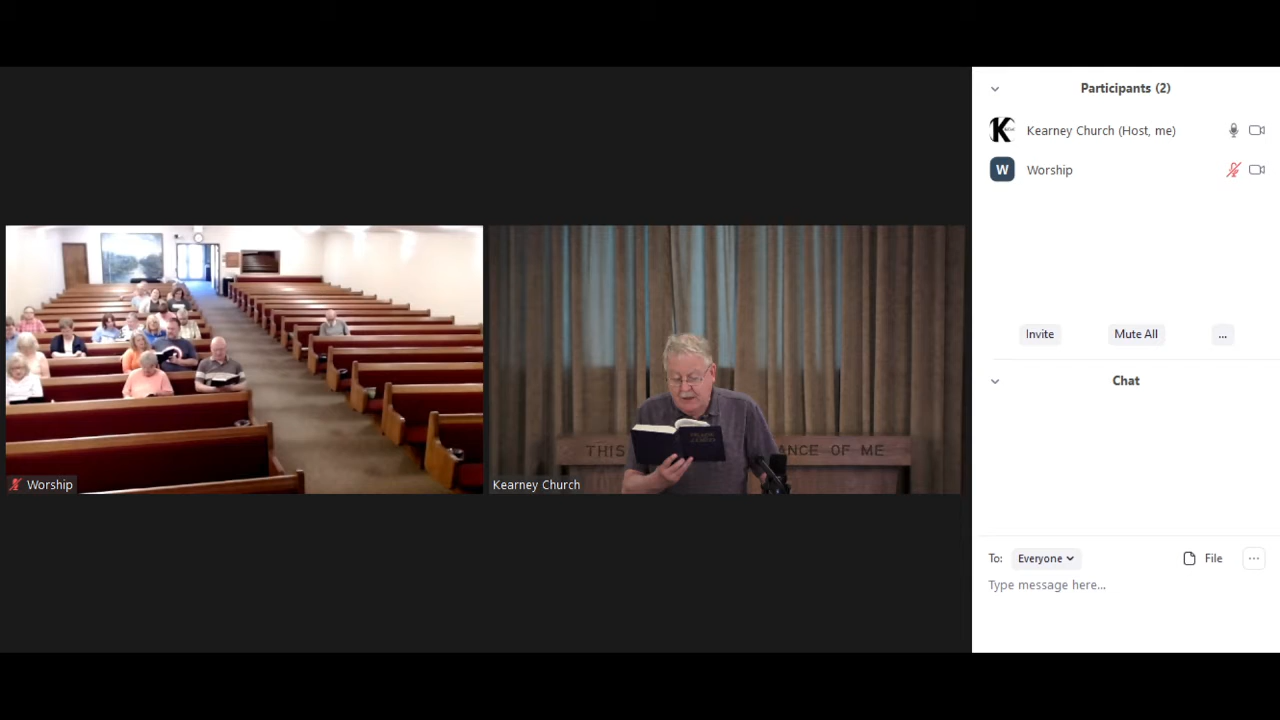 Participants (2)
K Kearney Church (Host, me)
W Worship
Invite Mute All ...
Chat
THIS
ANCE OF ME
Worship
Kearney Church
To: Everyone File ...
Type message here...